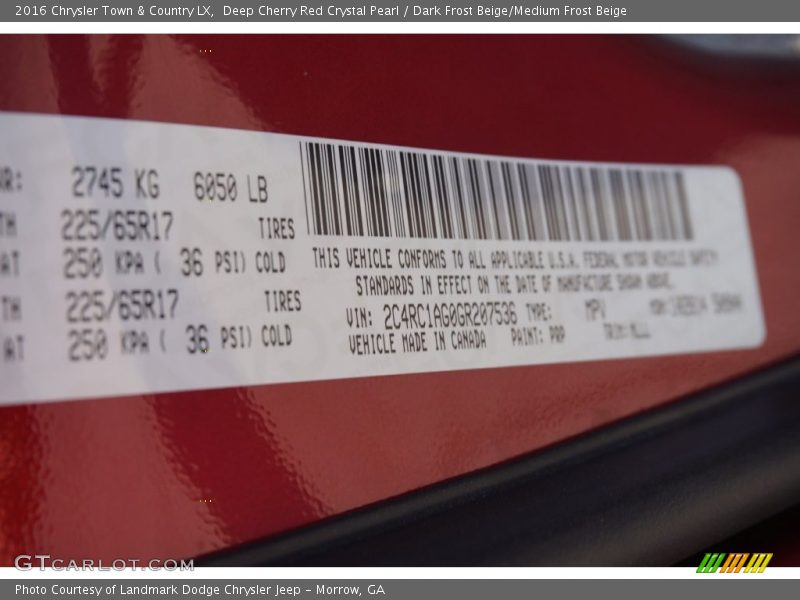 2016 Chrysler Town & Country LX, Deep Cherry Red Crystal Pearl / Dark Frost Beige/Medium Frost Beige
2745 KG 6050 LB
TH 225/65R17 TIRES
AT 250 KPA ( 36 PSI) COLD
TH 225/65R17 TIRES
AT 250 KPA ( 36 PSI) COLD
THIS VEHICLE CONFORMS TO ALL APPLICABLE U.S.A. FEDERAL MOTOR VEHICLE SAFETY
STANDARDS IN EFFECT ON THE DATE OF MANUFACTURE SHOWN ABOVE.
VIN: 2C4RC1AG0GR207536 TYPE: MPV
VEHICLE MADE IN CANADA PAINT: PRP
GTCARLOT.COM
Photo Courtesy of Landmark Dodge Chrysler Jeep - Morrow, GA